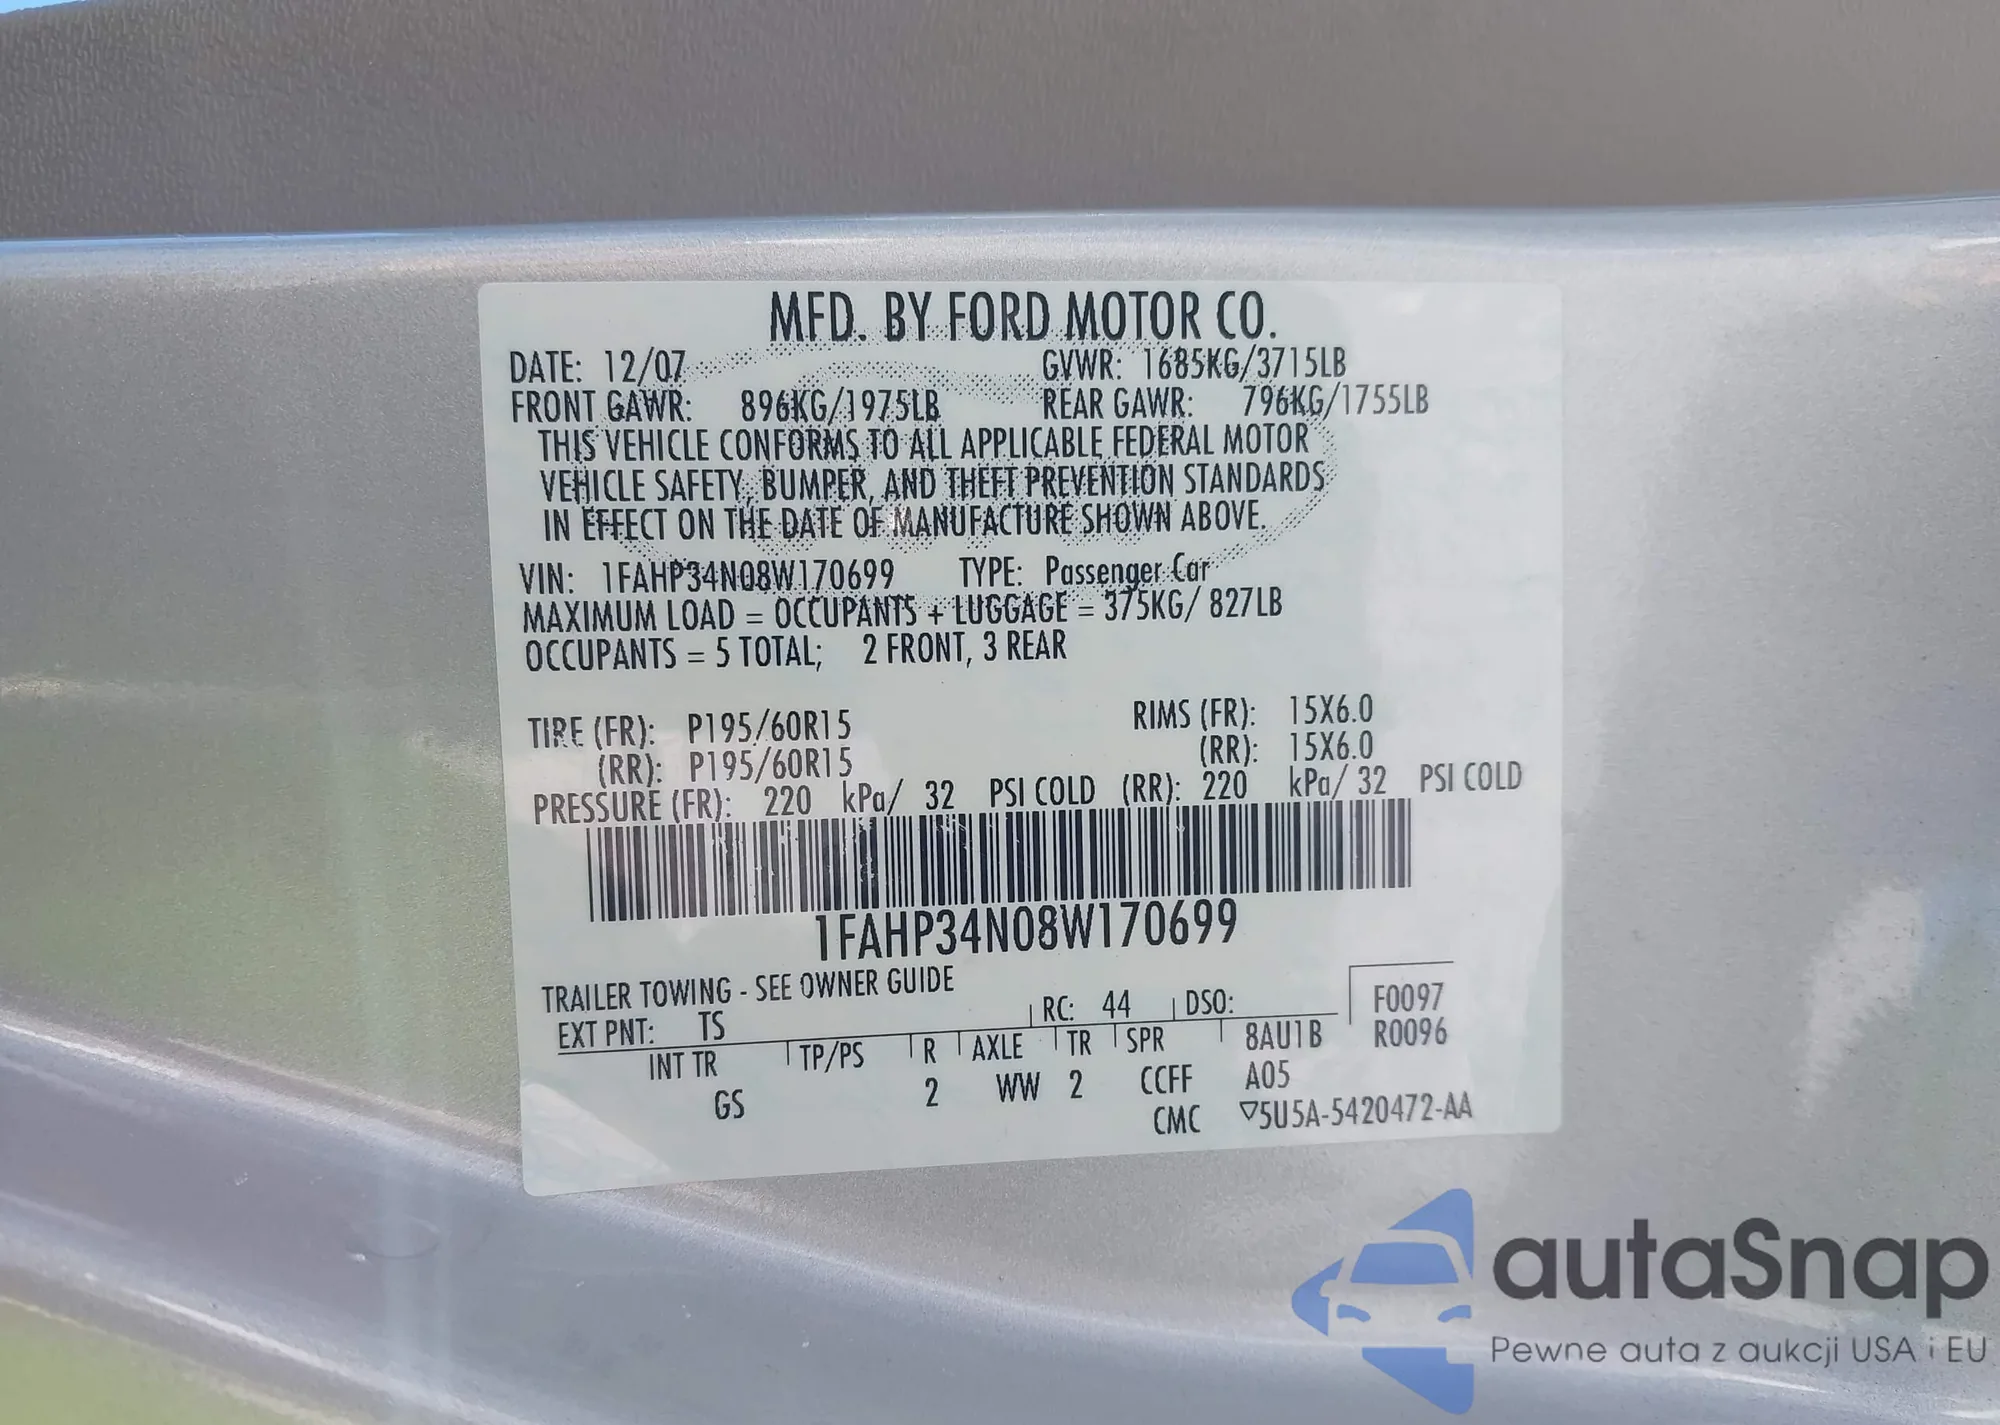 MFD. BY FORD MOTOR CO.
DATE: 12/07 GVWR: 1685KG/3715LB
FRONT GAWR: 896KG/1975LB REAR GAWR: 796KG/1755LB
THIS VEHICLE CONFORMS TO ALL APPLICABLE FEDERAL MOTOR
VEHICLE SAFETY, BUMPER, AND THEFT PREVENTION STANDARDS
IN EFFECT ON THE DATE OF MANUFACTURE SHOWN ABOVE.
VIN: 1FAHP34N08W170699 TYPE: Passenger Car
MAXIMUM LOAD = OCCUPANTS + LUGGAGE = 375KG/ 827LB
OCCUPANTS = 5 TOTAL; 2 FRONT, 3 REAR
TIRE (FR): P195/60R15 RIMS (FR): 15X6.0
(RR): P195/60R15 (RR): 15X6.0
PRESSURE (FR): 220 kPa/ 32 PSI COLD (RR): 220 kPa/ 32 PSI COLD
1FAHP34N08W170699
TRAILER TOWING - SEE OWNER GUIDE
EXT PNT: TS RC: 44 DSO: F0097
INT TR TP/PS R AXLE TR SPR 8AU1B R0096
GS 2 WW 2 CCFF A05
CMC ▽5U5A-5420472-AA
autaSnap
Pewne auta z aukcji USA i EU